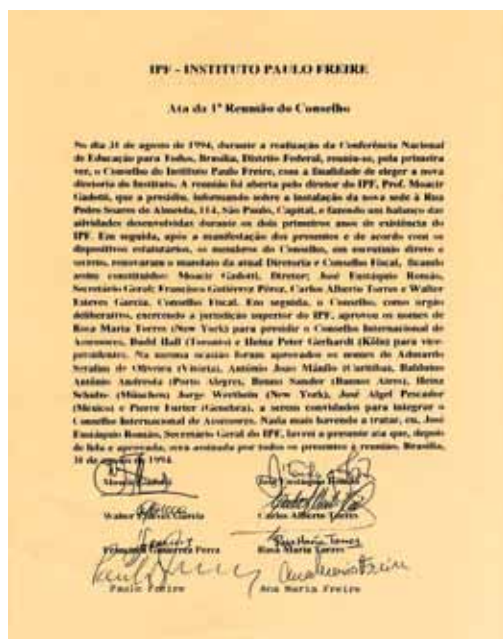 IPF - INSTITUTO PAULO FREIRE
Ata da 1ª Reunião do Conselho
No dia 31 de agosto de 1994, durante a realização da Conferência Nacional
de Educação para Todos, Brasília, Distrito Federal, reuniu-se, pela primeira
vez, o Conselho do Instituto Paulo Freire, com a finalidade de eleger a nova
diretoria do Instituto. A reunião foi aberta pelo diretor do IPF, Prof. Moacir
Gadotti, que a presidiu, informando sobre a instalação da nova sede à Rua
Pedro Soares de Almeida, 114, São Paulo, Capital, e fazendo um balanço das
atividades desenvolvidas durante os dois primeiros anos de existência do
IPF. Em seguida, após a manifestação dos presentes e de acordo com os
dispositivos estatutários, os membros do Conselho, em escrutínio direto e
secreto, renovaram o mandato da atual Diretoria e Conselho Fiscal, ficando
assim constituídos: Moacir Gadotti, Diretor; José Eustáquio Romão,
Secretário Geral; Francisco Gutiérrez Pérez, Carlos Alberto Torres e Walter
Esteves Garcia, Conselho Fiscal. Em seguida, o Conselho, como órgão
deliberativo, exercendo a jurisdição superior do IPF, aprovou os nomes de
Rosa Maria Torres (New York) para presidir o Conselho Internacional de
Assessores, Budd Hall (Toronto) e Heinz Peter Gerhardt (Köln) para vice-
presidentes. Na mesma ocasião foram aprovados os nomes de Admardo
Serafim de Oliveira (Vitória), Antônio João Mânfio (Curitiba), Balduino
Antônio Andreola (Porto Alegre), Benno Sander (Buenos Aires), Heinz
Schulze (München) Jorge Werthein (New York), José Angel Pescador
(México) e Pierre Furter (Genebra), a serem convidados para integrar o
Conselho Internacional de Assessores. Nada mais havendo a tratar, eu, José
Eustáquio Romão, Secretário Geral do IPF, lavrei a presente ata que, depois
de lida e aprovada, será assinada por todos os presentes à reunião. Brasília,
31 de agosto de 1994.
Moacir Gadotti José Eustáquio Romão
Walter Esteves Garcia Carlos Alberto Torres
Francisco Gutiérrez Rosa Maria Torres
Paulo Freire Ana Maria Freire